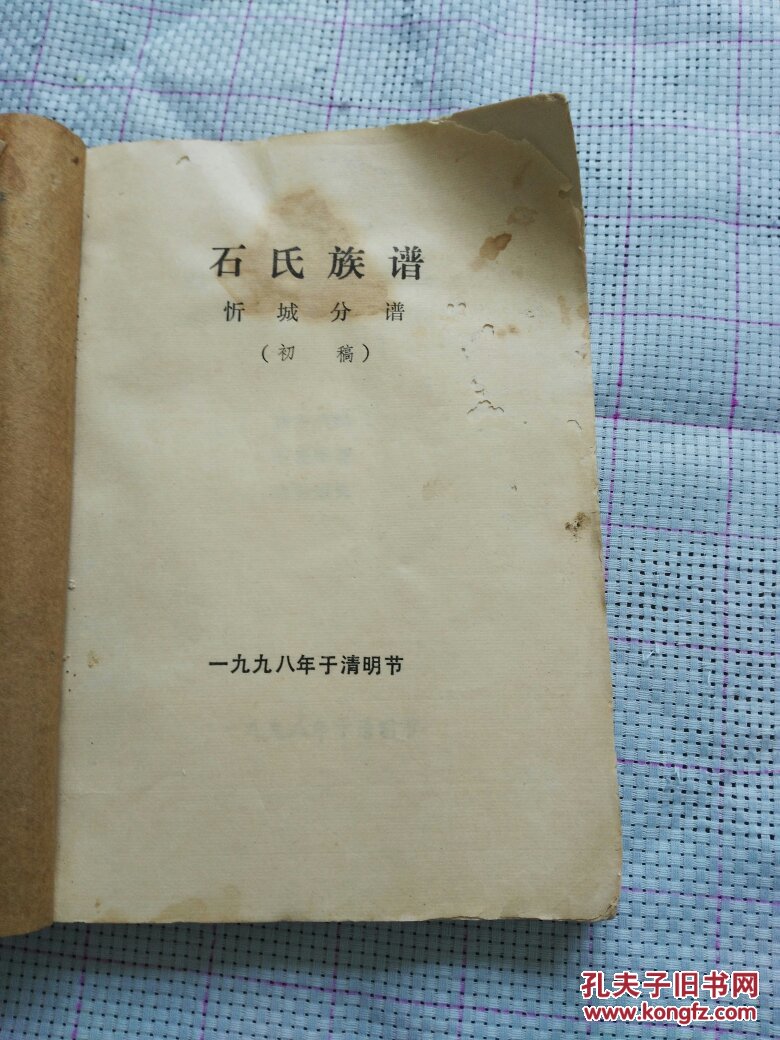 石氏族谱
忻城分谱
（初 稿）
一九九八年于清明节
孔夫子旧书网
www.kongfz.com